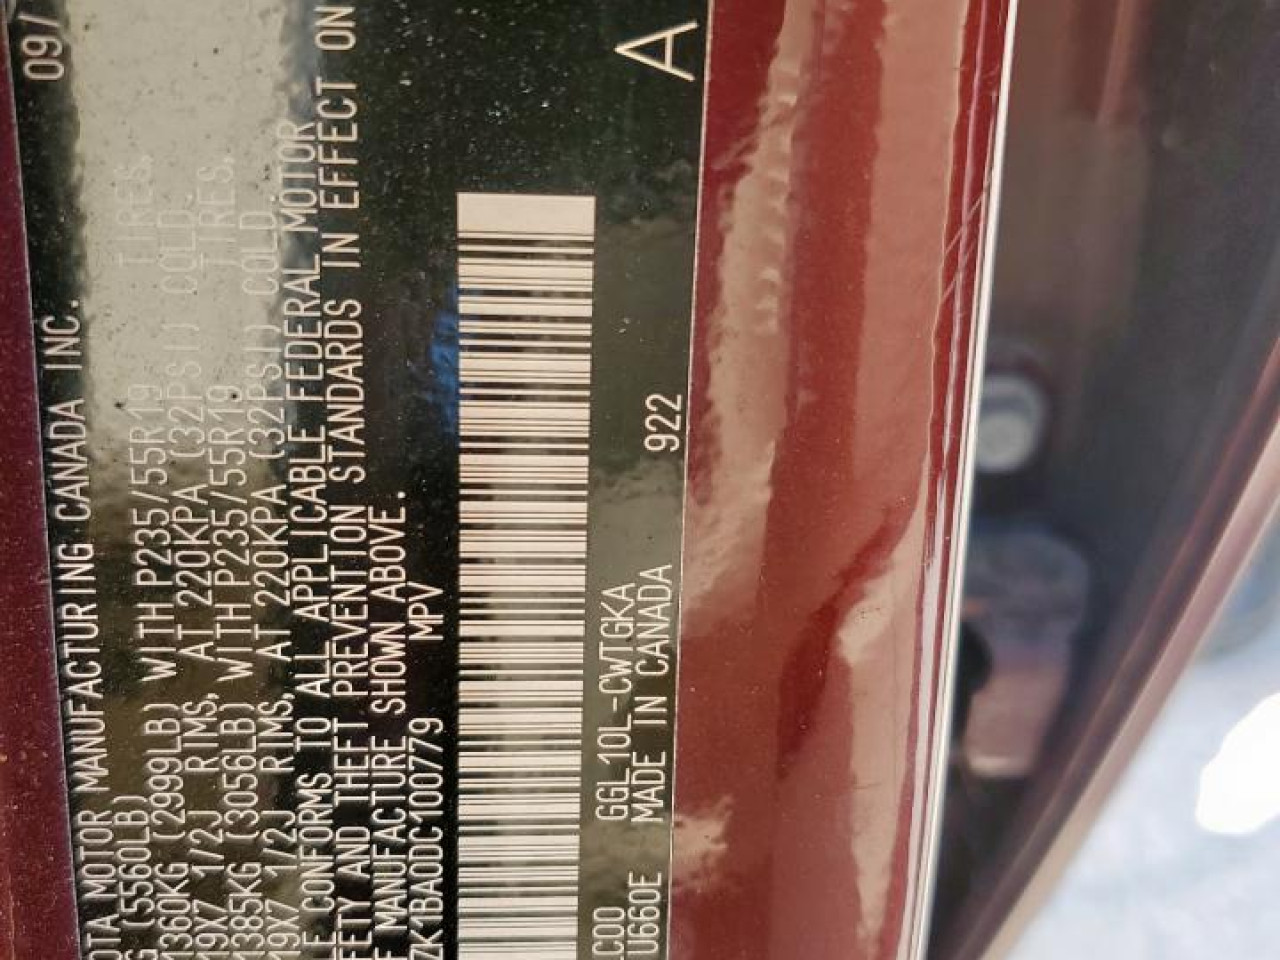 OTA MOTOR MANUFACTURING CANADA INC. 09/
G (5560LB)
1360KG (2999LB) WITH P235/55R19 TIRES,
19X7 1/2J RIMS, AT 220KPA (32PSI) COLD.
1385KG (3056LB) WITH P235/55R19 TIRES,
19X7 1/2J RIMS, AT 220KPA (32PSI) COLD.
LE CONFORMS TO ALL APPLICABLE FEDERAL MOTOR
FETY AND THEFT PREVENTION STANDARDS IN EFFECT ON
F MANUFACTURE SHOWN ABOVE.
ZK1BA0DC100779 MPV
LC00 GGL10L-CWTGKA
U660E MADE IN CANADA 922 A